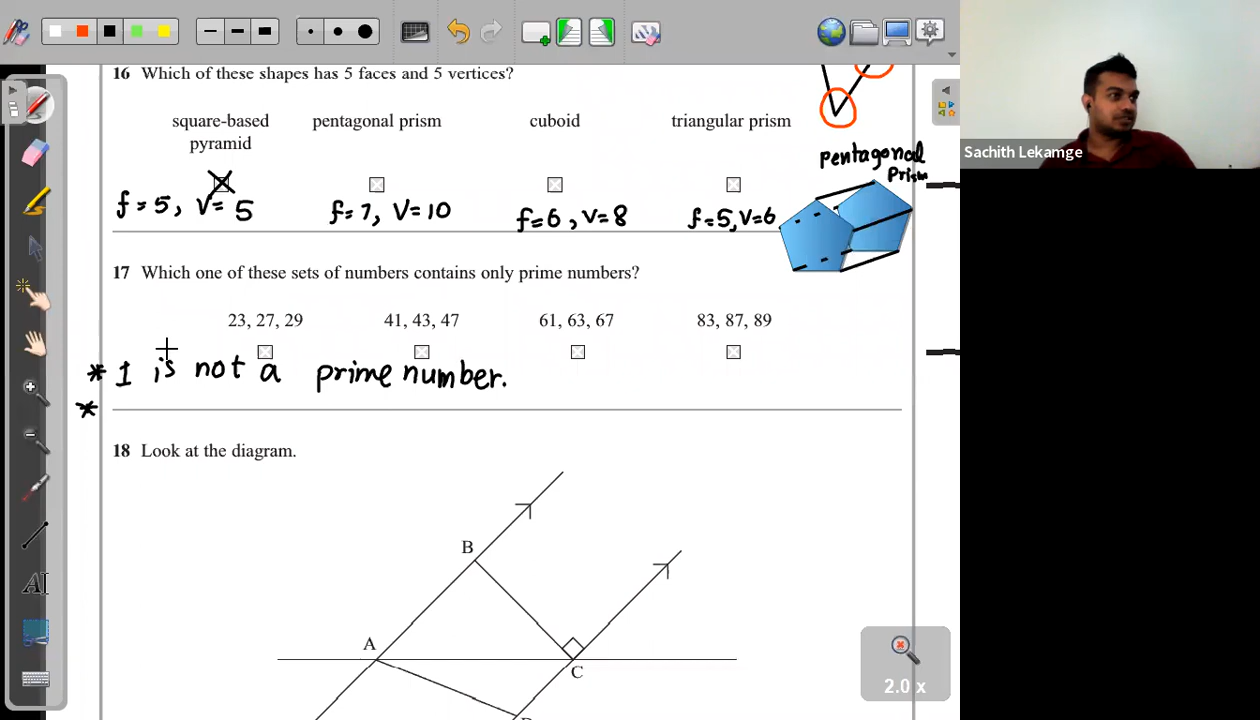 16 Which of these shapes has 5 faces and 5 vertices?
square-based pyramid
pentagonal prism
cuboid
triangular prism
Pentagonal
Prism
Sachith Lekamge
f = 5, V = 5
f = 7, V = 10
f = 6, V = 8
f = 5, V = 6
17 Which one of these sets of numbers contains only prime numbers?
23, 27, 29
41, 43, 47
61, 63, 67
83, 87, 89
* 1 is not a prime number.
*
18 Look at the diagram.
B
A
C
AI
2.0 x